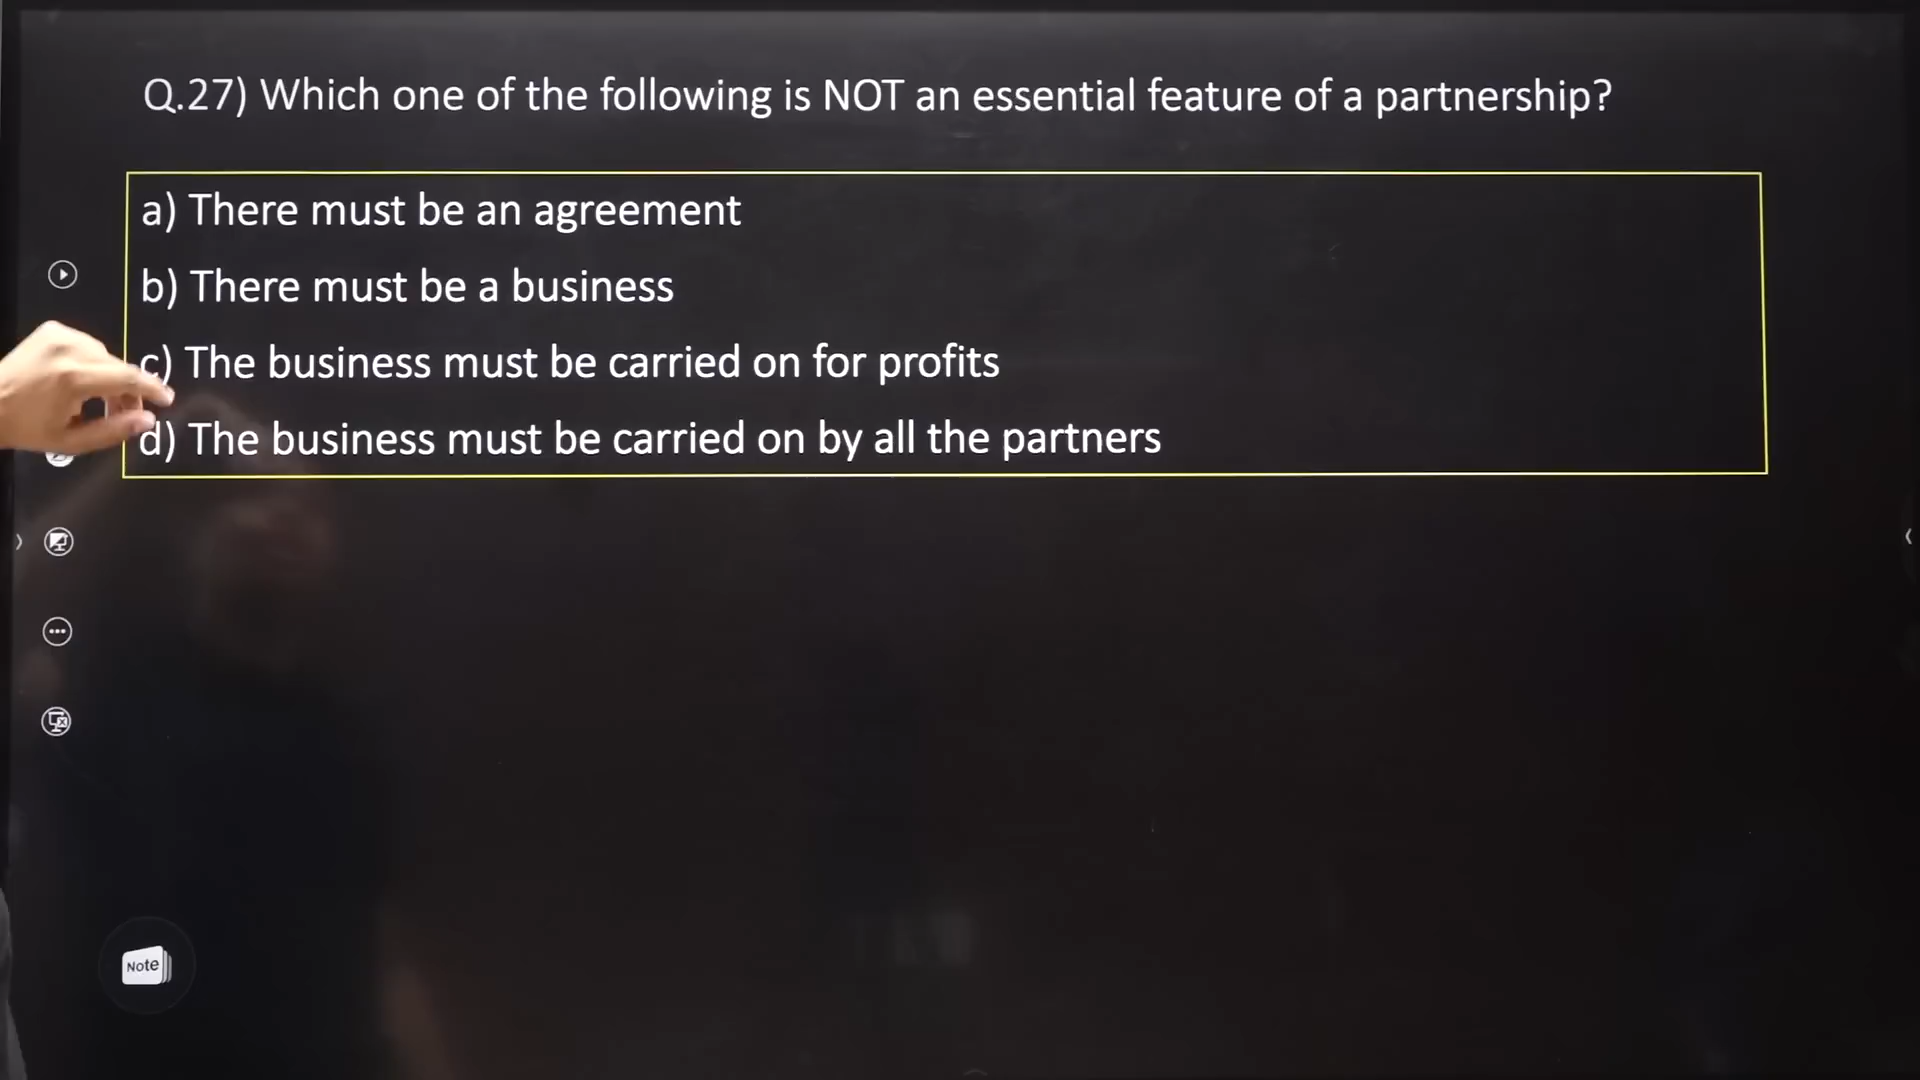 Q.27) Which one of the following is NOT an essential feature of a partnership?
a) There must be an agreement
b) There must be a business
c) The business must be carried on for profits
d) The business must be carried on by all the partners
Note